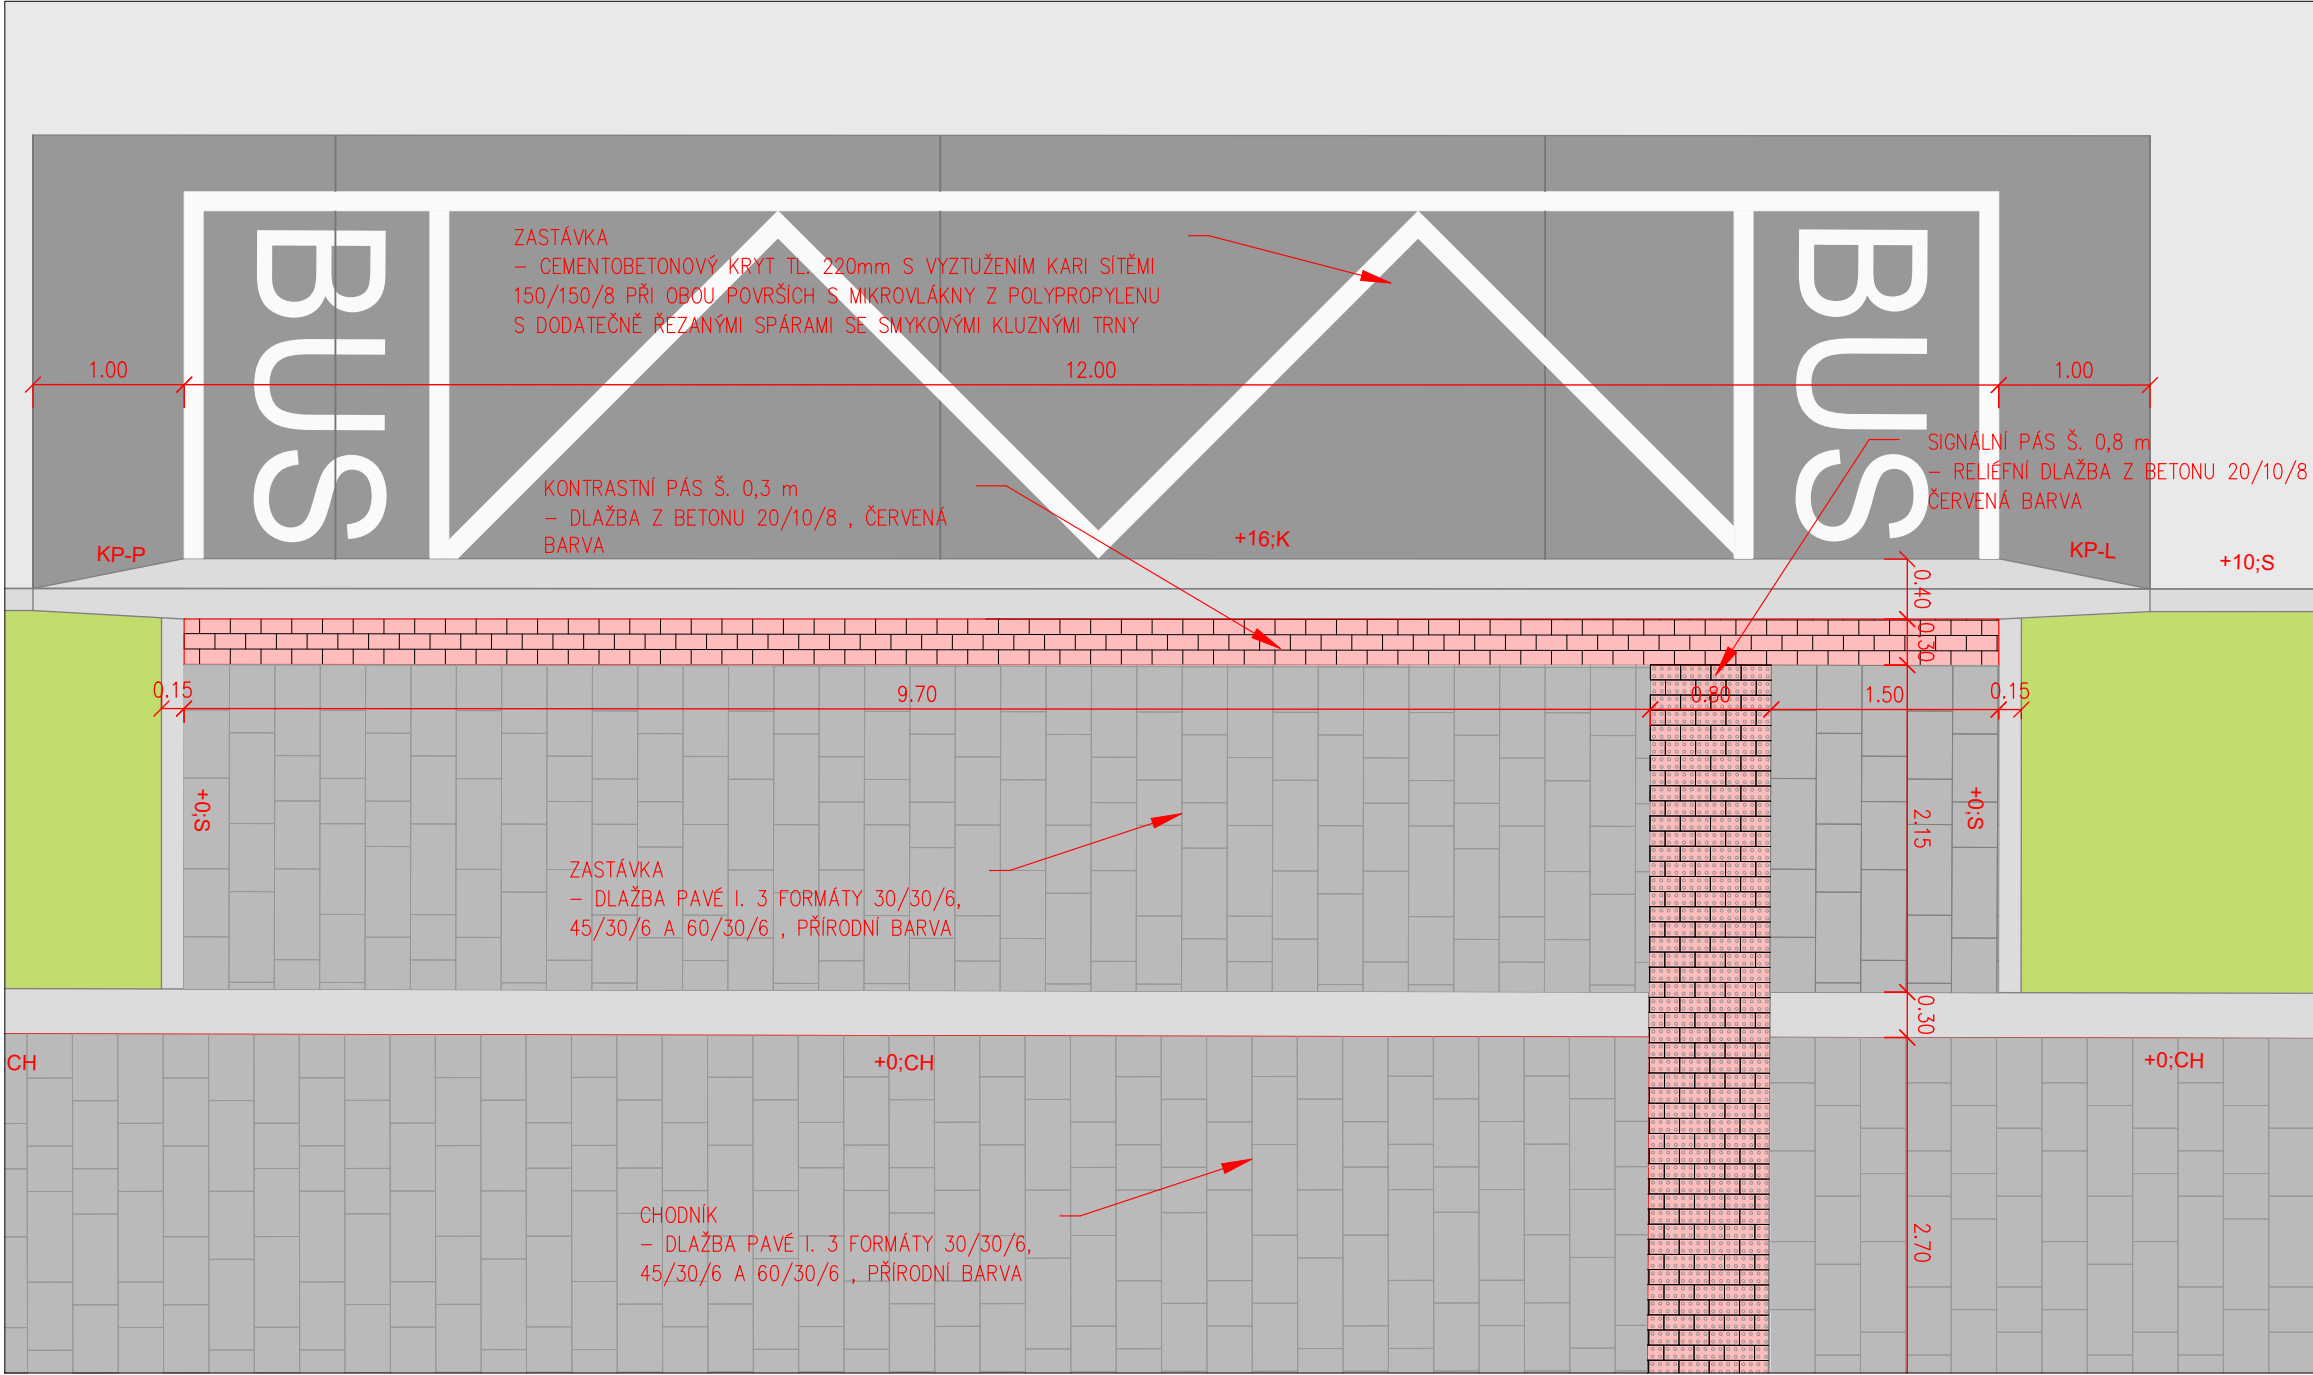 BUS
BUS
ZASTÁVKA
– CEMENTOBETONOVÝ KRYT TL. 220mm S VYZTUŽENÍM KARI SÍTĚMI
150/150/8 PŘI OBOU POVRŠÍCH S MIKROVLÁKNY Z POLYPROPYLENU
S DODATEČNĚ ŘEZANÝMI SPÁRAMI SE SMYKOVÝMI KLUZNÝMI TRNY
1.00
12.00
1.00
SIGNÁLNÍ PÁS Š. 0,8 m
– RELIÉFNÍ DLAŽBA Z BETONU 20/10/8
ČERVENÁ BARVA
KONTRASTNÍ PÁS Š. 0,3 m
– DLAŽBA Z BETONU 20/10/8 , ČERVENÁ
BARVA
KP-P
+16;K
KP-L
+10;S
0.40
0.30
0.15
9.70
0.80
1.50
0.15
+0;S
2.15
+0;S
ZASTÁVKA
– DLAŽBA PAVÉ I. 3 FORMÁTY 30/30/6,
45/30/6 A 60/30/6 , PŘÍRODNÍ BARVA
0.30
CH
+0;CH
+0;CH
CHODNÍK
– DLAŽBA PAVÉ I. 3 FORMÁTY 30/30/6,
45/30/6 A 60/30/6 , PŘÍRODNÍ BARVA
2.70